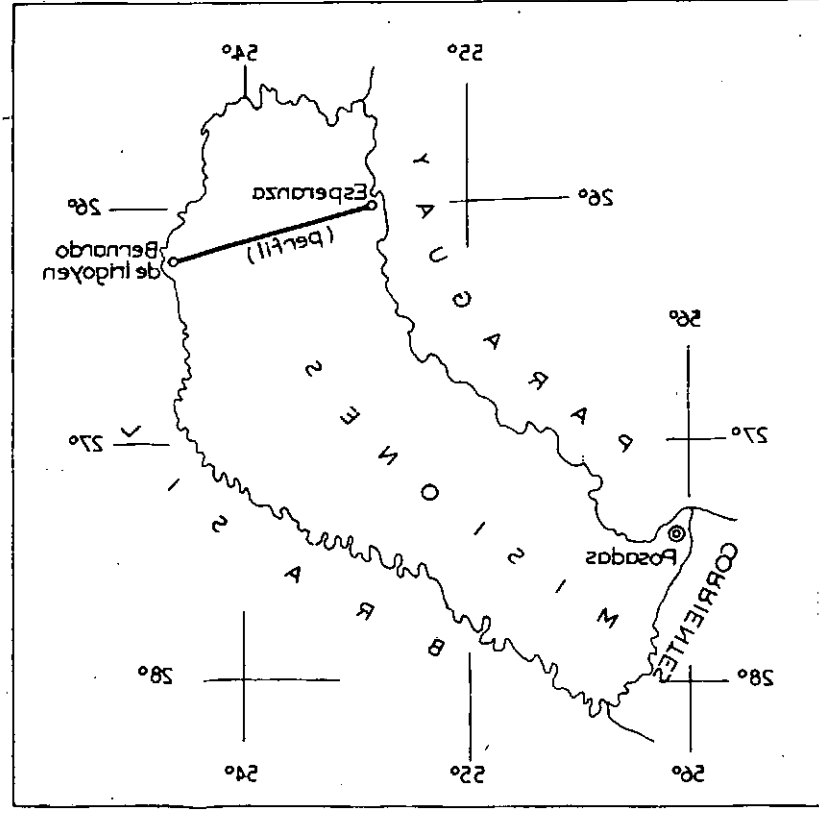 54°
55°
Esperanza
26°
26°
(perfil)
Bernardo
de Irigoyen
PARAGUAY
56°
MISIONES
27°
27°
BRASIL
Posadas
CORRIENTES
28°
28°
54°
55°
56°